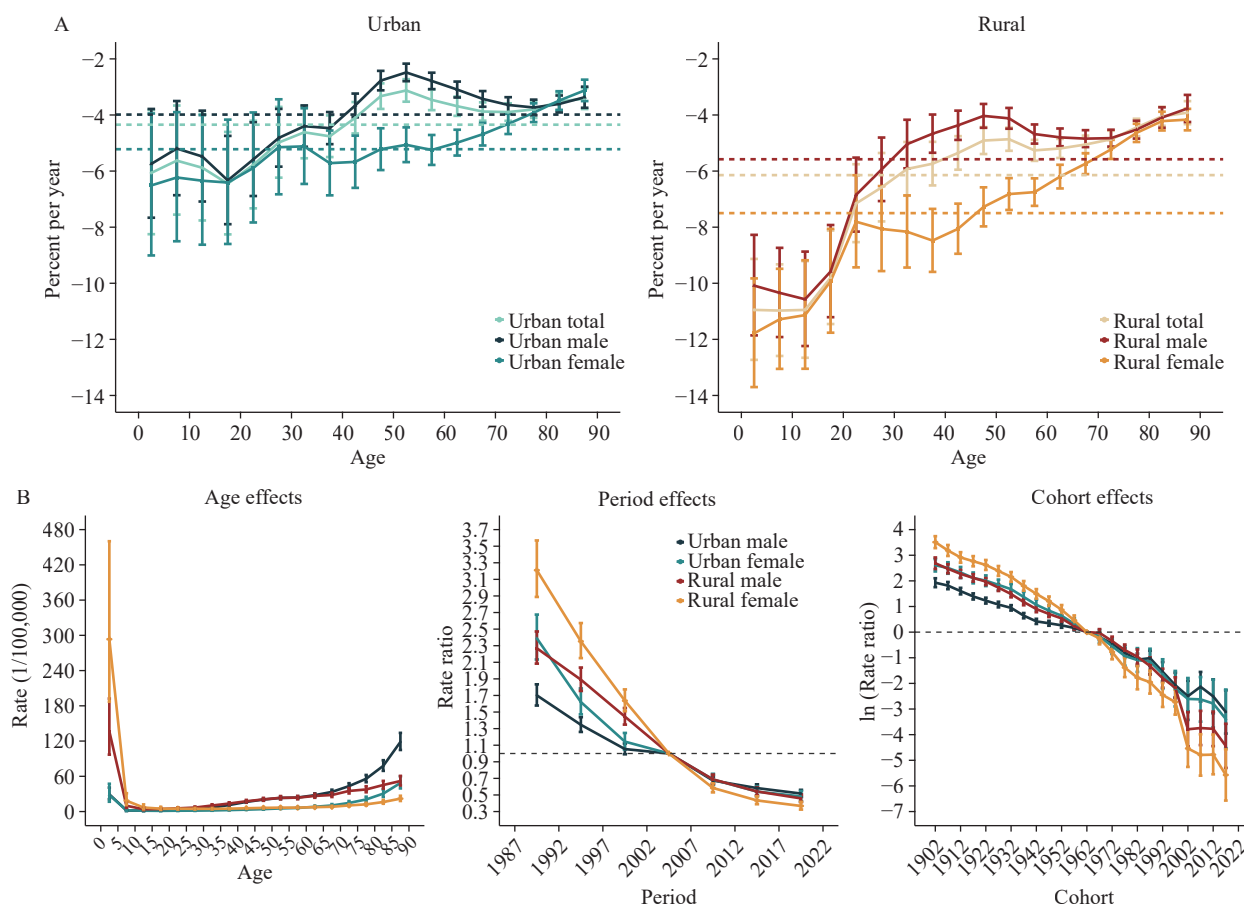 A
Urban
Rural
Percent per year
−2
−4
−6
−8
−10
−12
−14
Urban total
Urban male
Urban female
0 10 20 30 40 50 60 70 80 90
Age
Percent per year
−2
−4
−6
−8
−10
−12
−14
Rural total
Rural male
Rural female
0 10 20 30 40 50 60 70 80 90
Age
B
Age effects
Rate (1/100,000)
480
420
360
300
240
180
120
60
0
0 5 10 15 20 25 30 35 40 45 50 55 60 65 70 75 80 85 90
Age
Period effects
Rate ratio
3.7
3.5
3.3
3.1
2.9
2.7
2.5
2.3
2.1
1.9
1.7
1.5
1.3
1.1
0.9
0.7
0.5
0.3
Urban male
Urban female
Rural male
Rural female
1987 1992 1997 2002 2007 2012 2017 2022
Period
Cohort effects
ln (Rate ratio)
4
3
2
1
0
−1
−2
−3
−4
−5
−6
−7
1902 1912 1922 1932 1942 1952 1962 1972 1982 1992 2002 2012 2022
Cohort